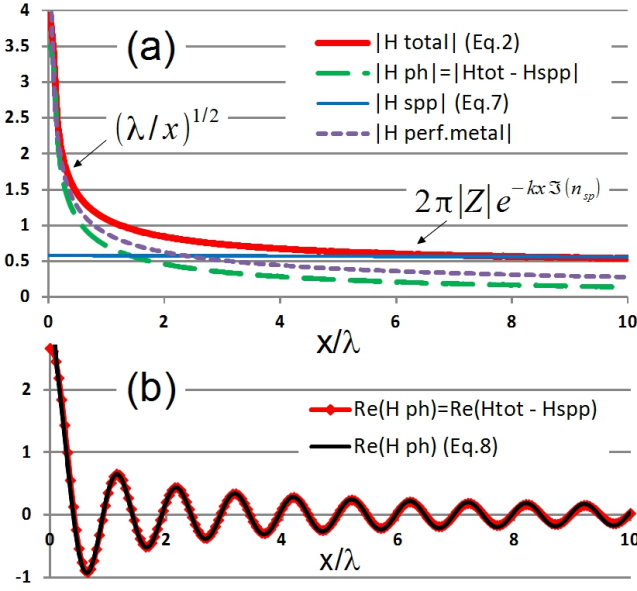 4
3.5
3
2.5
2
1.5
1
0.5
0
(a)
|H total| (Eq.2)
|H ph|=|Htot - Hspp|
|H spp| (Eq.7)
|H perf.metal|
(λ/x)^{1/2}
2π|Z|e^{-kxℑ(n_{sp})}
0 2 4 6 8 10
x/λ
(b)
2
1
0
-1
Re(H ph)=Re(Htot - Hspp)
Re(H ph) (Eq.8)
0 2 4 6 8 10
x/λ